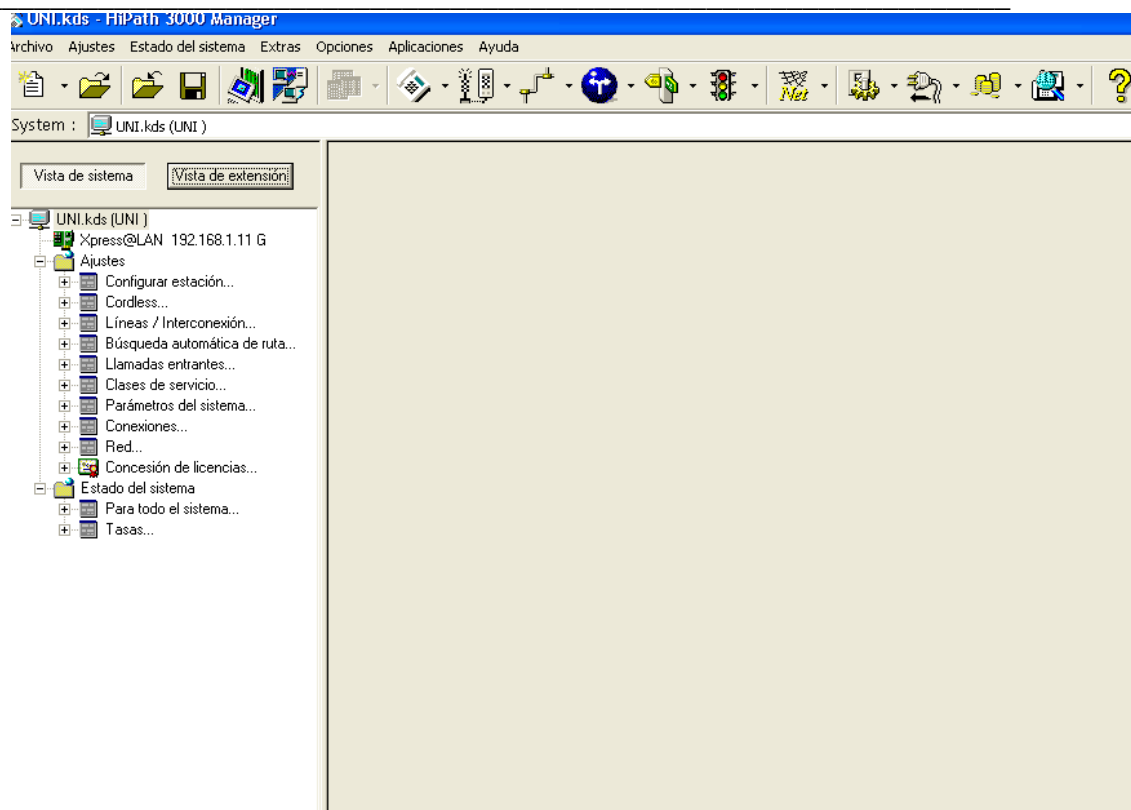 UNI.kds - HiPath 3000 Manager
Archivo Ajustes Estado del sistema Extras Opciones Aplicaciones Ayuda
Net
System : UNI.kds (UNI )
Vista de sistema Vista de extensión
UNI.kds (UNI )
Xpress@LAN 192.168.1.11 G
Ajustes
Configurar estación...
Cordless...
Líneas / Interconexión...
Búsqueda automática de ruta...
Llamadas entrantes...
Clases de servicio...
Parámetros del sistema...
Conexiones...
Red...
Concesión de licencias...
Estado del sistema
Para todo el sistema...
Tasas...